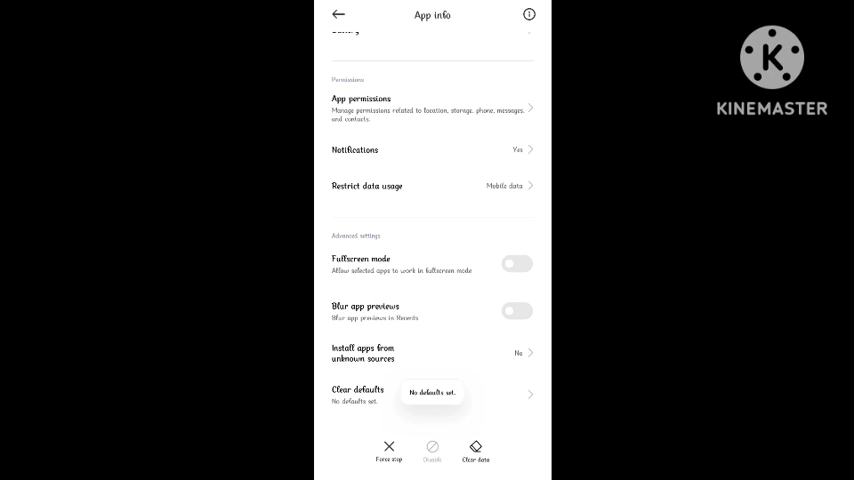 App info
Permissions
App permissions
Manage permissions related to location, storage, phone, messages,
and contacts.
Notifications Yes
Restrict data usage Mobile data
Advanced settings
Fullscreen mode
Allow selected apps to work in fullscreen mode
Blur app previews
Blur app previews in Recents
Install apps from
unknown sources No
Clear defaults
No defaults set.
No defaults set.
Force stop Disable Clear data
K
KINEMASTER